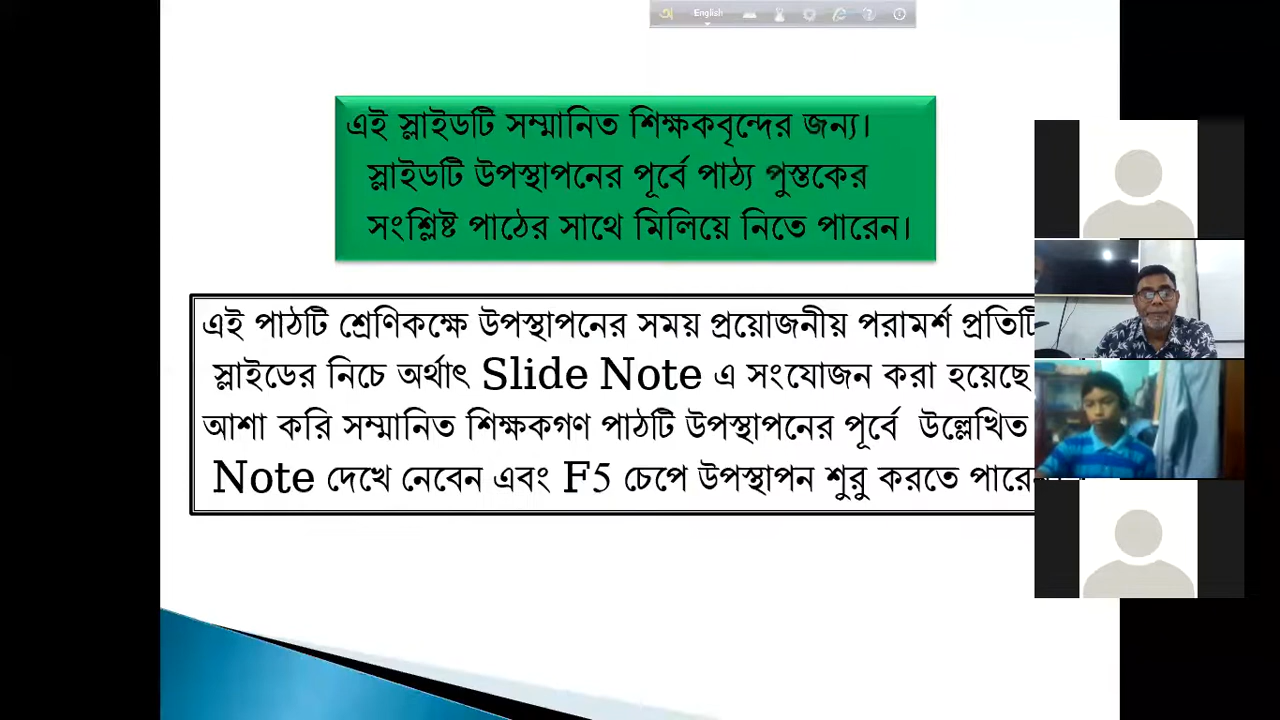 অ English
এই স্লাইডটি সম্মানিত শিক্ষকবৃন্দের জন্য।
স্লাইডটি উপস্থাপনের পূর্বে পাঠ্য পুস্তকের
সংশ্লিষ্ট পাঠের সাথে মিলিয়ে নিতে পারেন।
এই পাঠটি শ্রেণিকক্ষে উপস্থাপনের সময় প্রয়োজনীয় পরামর্শ প্রতিটি
স্লাইডের নিচে অর্থাৎ Slide Note এ সংযোজন করা হয়েছে
আশা করি সম্মানিত শিক্ষকগণ পাঠটি উপস্থাপনের পূর্বে উল্লেখিত
Note দেখে নেবেন এবং F5 চেপে উপস্থাপন শুরু করতে